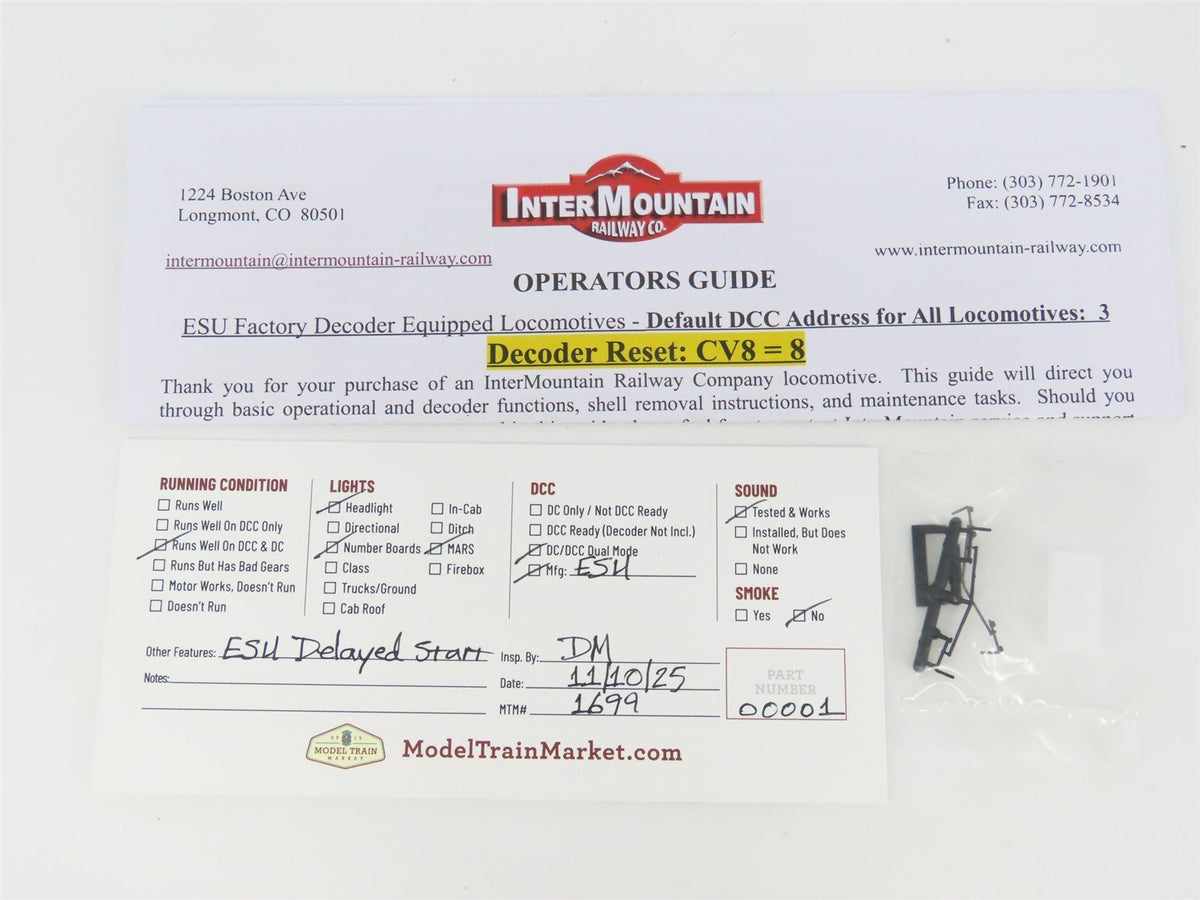 1224 Boston Ave
Longmont, CO 80501
intermountain@intermountain-railway.com
INTERMOUNTAIN
RAILWAY CO.
Phone: (303) 772-1901
Fax: (303) 772-8534
www.intermountain-railway.com
OPERATORS GUIDE
ESU Factory Decoder Equipped Locomotives - Default DCC Address for All Locomotives: 3
Decoder Reset: CV8 = 8
Thank you for your purchase of an InterMountain Railway Company locomotive. This guide will direct you
through basic operational and decoder functions, shell removal instructions, and maintenance tasks. Should you
RUNNING CONDITION
Runs Well
Runs Well On DCC Only
Runs Well On DCC & DC
Runs But Has Bad Gears
Motor Works, Doesn't Run
Doesn't Run
LIGHTS
Headlight
Directional
Number Boards
Class
Trucks/Ground
Cab Roof
In-Cab
Ditch
MARS
Firebox
DCC
DC Only / Not DCC Ready
DCC Ready (Decoder Not Incl.)
DC/DCC Dual Mode
Mfg: ESU
SOUND
Tested & Works
Installed, But Does
Not Work
None
SMOKE
Yes
No
Other Features: ESU Delayed Start
Notes:
Insp. By: DM
Date: 11/10/25
MTM# 1699
PART
NUMBER
00001
2015
MODEL TRAIN
MARKET
ModelTrainMarket.com